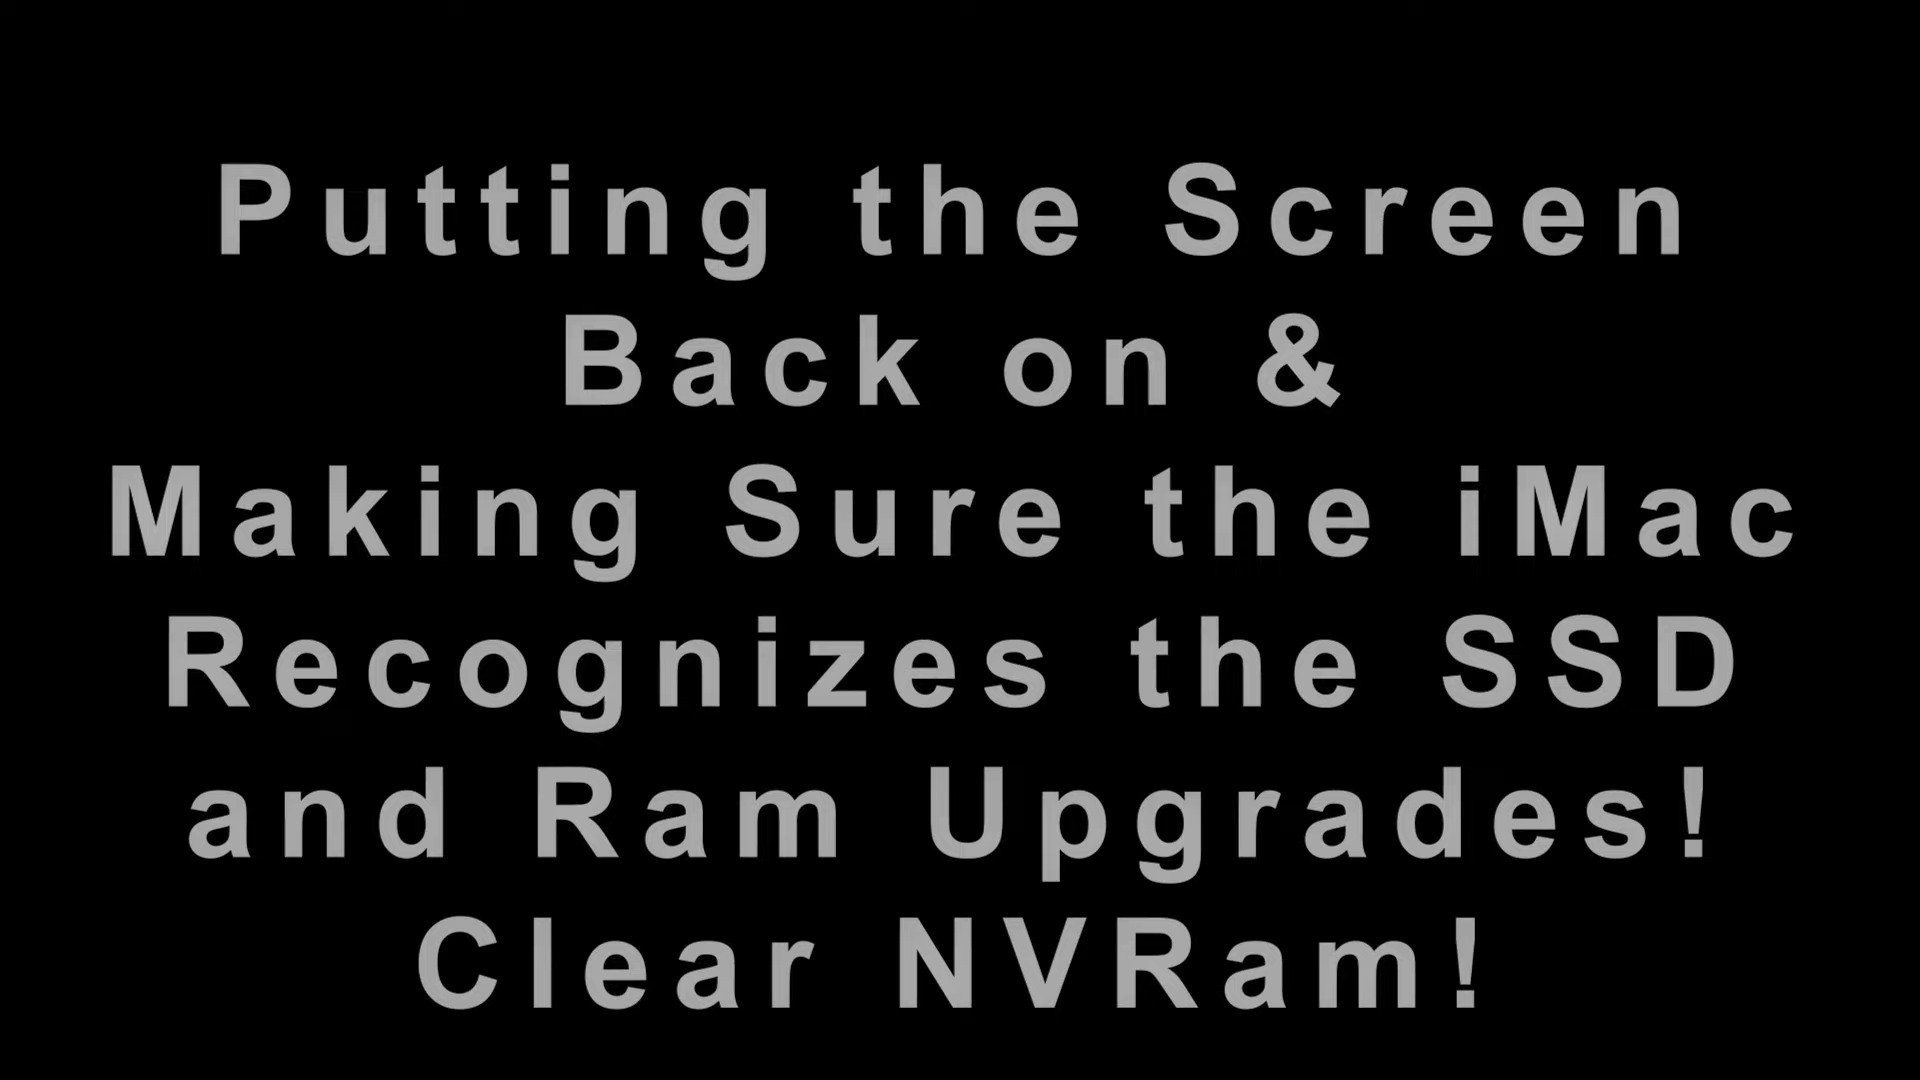 Putting the Screen
Back on &
Making Sure the iMac
Recognizes the SSD
and Ram Upgrades!
Clear NVRam!